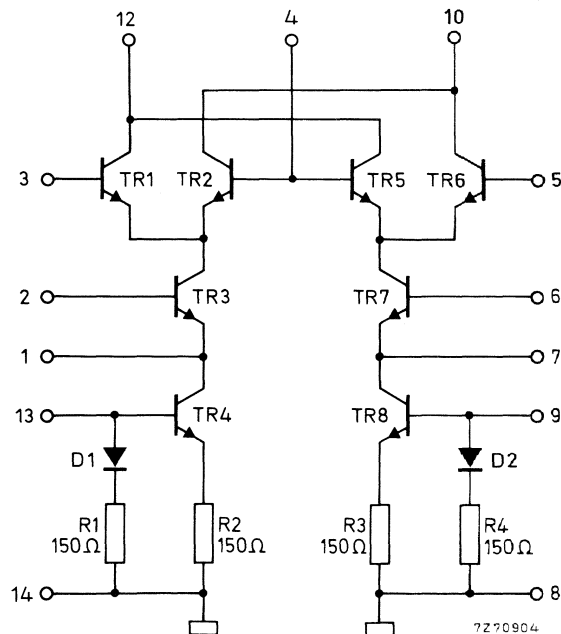 12 4 10
3 TR1 TR2 TR5 TR6 5
2 TR3 TR7 6
1 7
13 TR4 TR8 9
D1 D2
R1 150Ω R2 150Ω R3 150Ω R4 150Ω
14 8
7Z70904